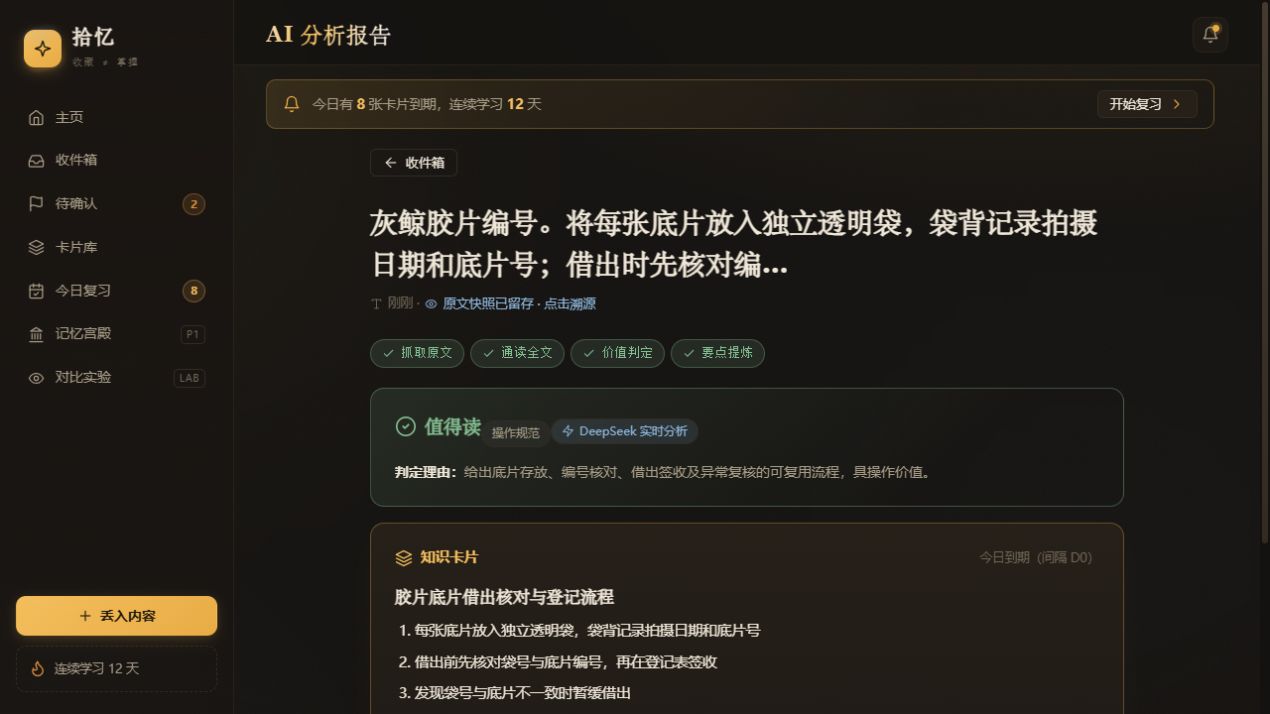 拾忆
收藏 ≠ 掌握
主页
收件箱
待确认 2
卡片库
今日复习 8
记忆宫殿 P1
对比实验 LAB
+ 丢入内容
连续学习 12 天
AI 分析报告
今日有 8 张卡片到期，连续学习 12 天
开始复习
← 收件箱
灰鲸胶片编号。将每张底片放入独立透明袋，袋背记录拍摄
日期和底片号；借出时先核对编...
刚刚 · 原文快照已留存 · 点击溯源
抓取原文 通读全文 价值判定 要点提炼
值得读 操作规范 DeepSeek 实时分析
判定理由：给出底片存放、编号核对、借出签收及异常复核的可复用流程，具操作价值。
知识卡片 今日到期（间隔 D0）
胶片底片借出核对与登记流程
1. 每张底片放入独立透明袋，袋背记录拍摄日期和底片号
2. 借出前先核对袋号与底片编号，再在登记表签收
3. 发现袋号与底片不一致时暂缓借出